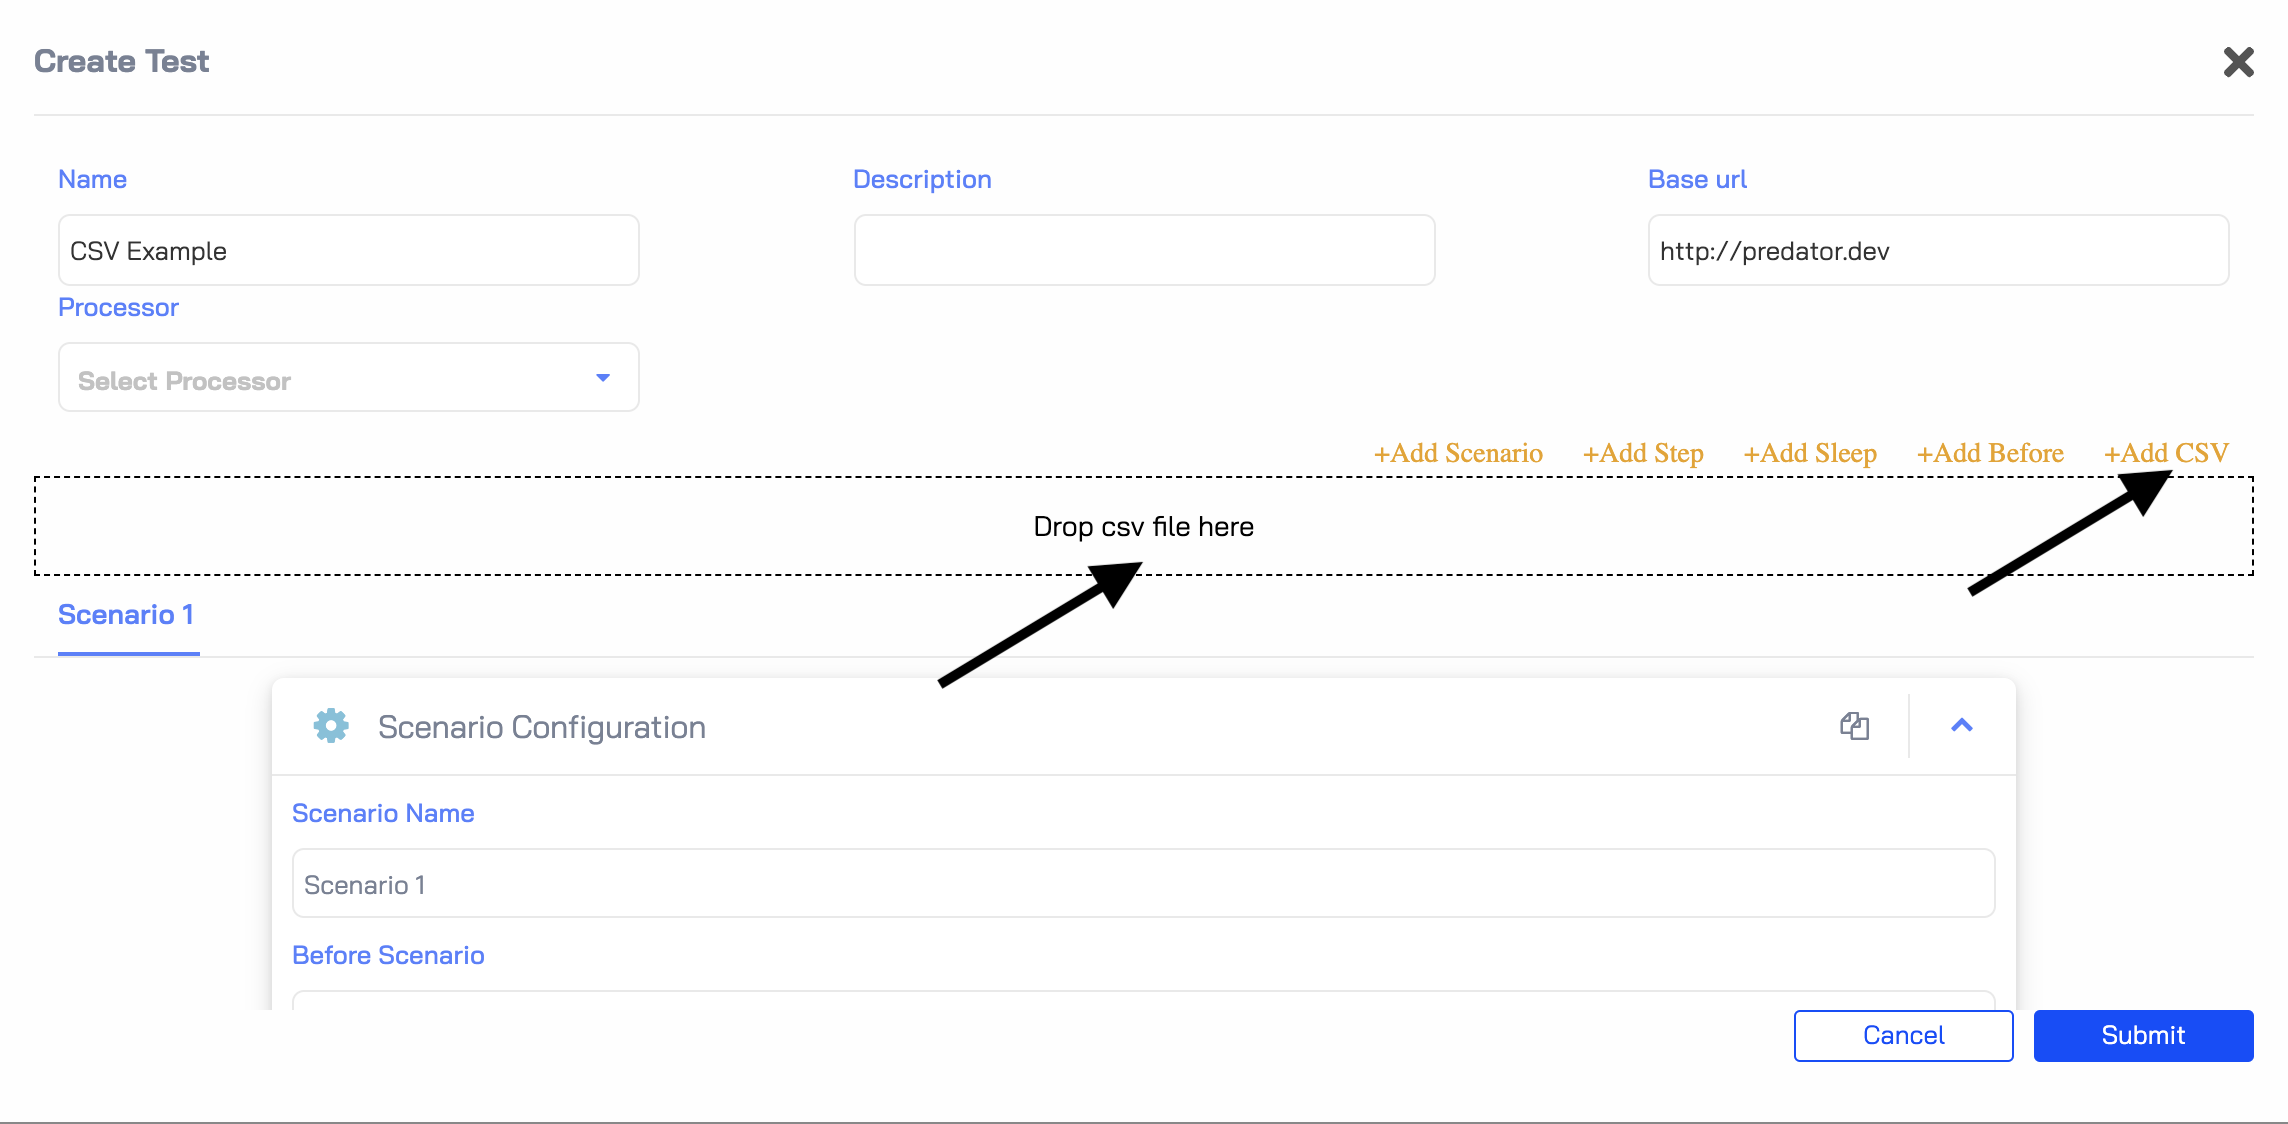 Create Test
Name
Description
Base url
CSV Example
http://predator.dev
Processor
Select Processor
+Add Scenario +Add Step +Add Sleep +Add Before +Add CSV
Drop csv file here
Scenario 1
Scenario Configuration
Scenario Name
Scenario 1
Before Scenario
Cancel
Submit